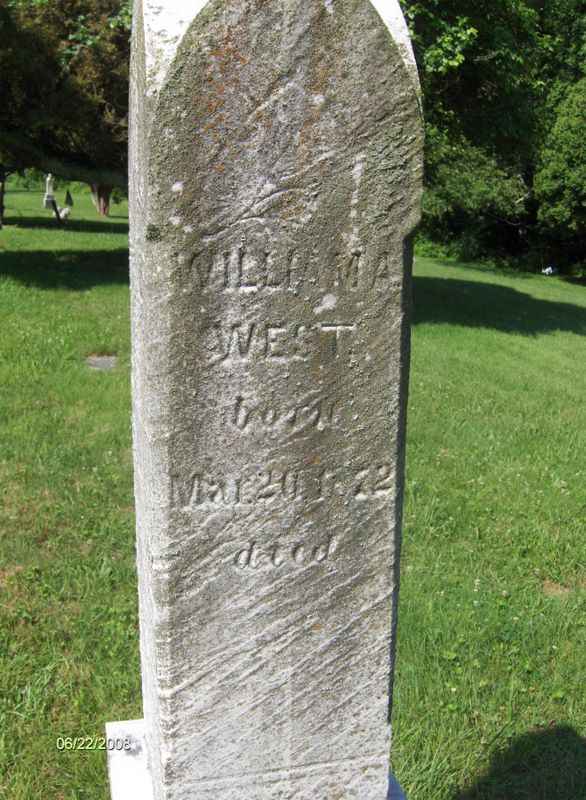 WILLIAM A
WEST
born
Mar. 20
died
06/22/2008